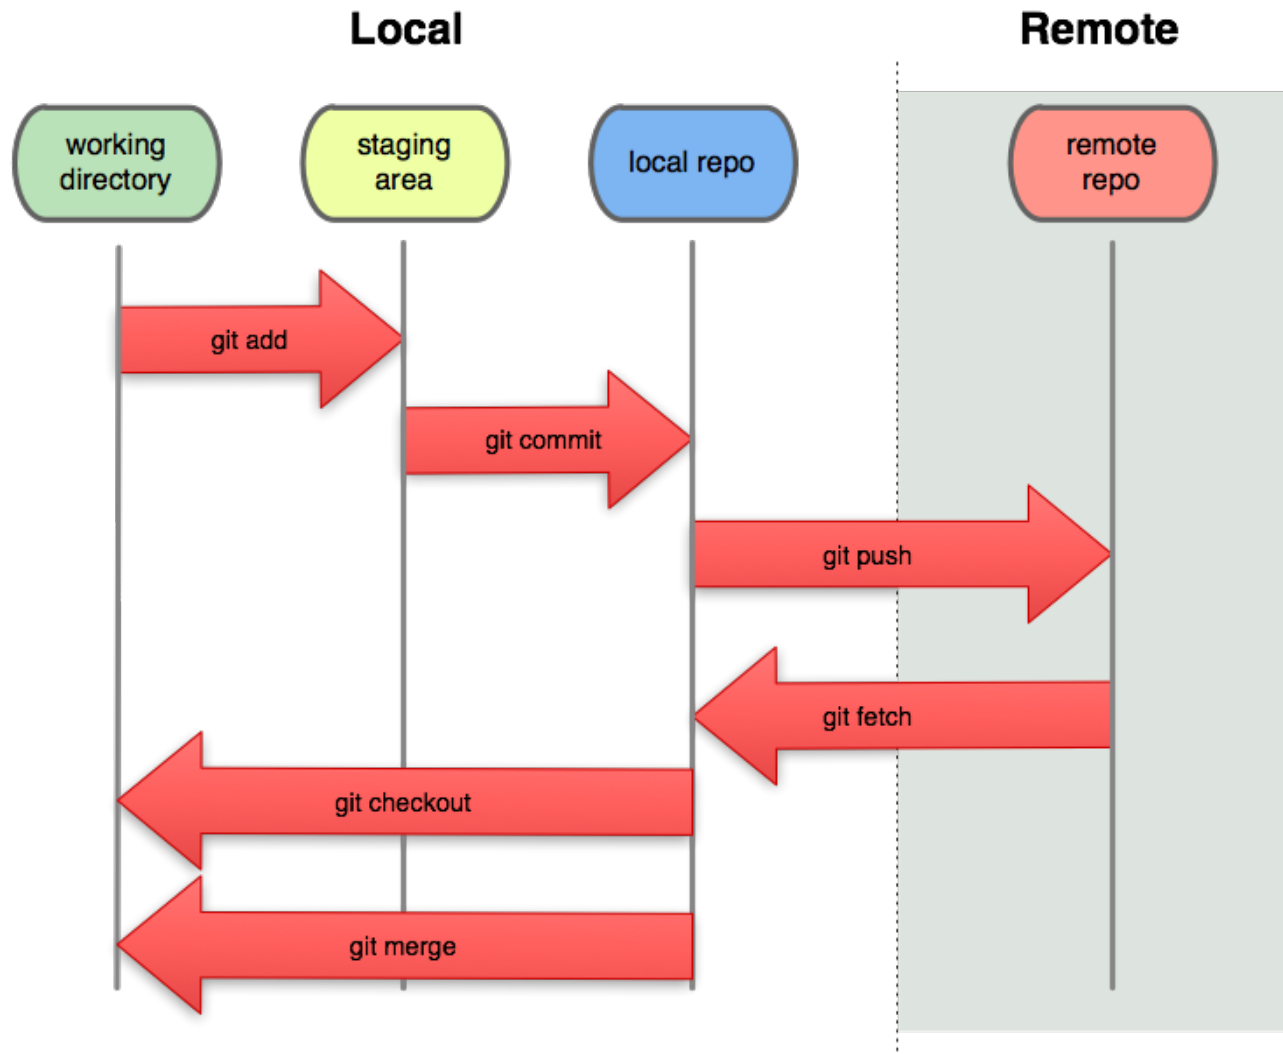 Local
Remote
working
directory
staging
area
local repo
remote
repo
git add
git commit
git push
git fetch
git checkout
git merge